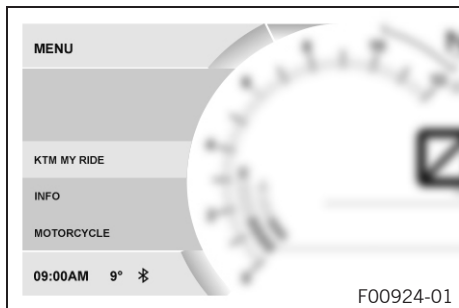 MENU
KTM MY RIDE
INFO
MOTORCYCLE
09:00AM 9°
F00924-01